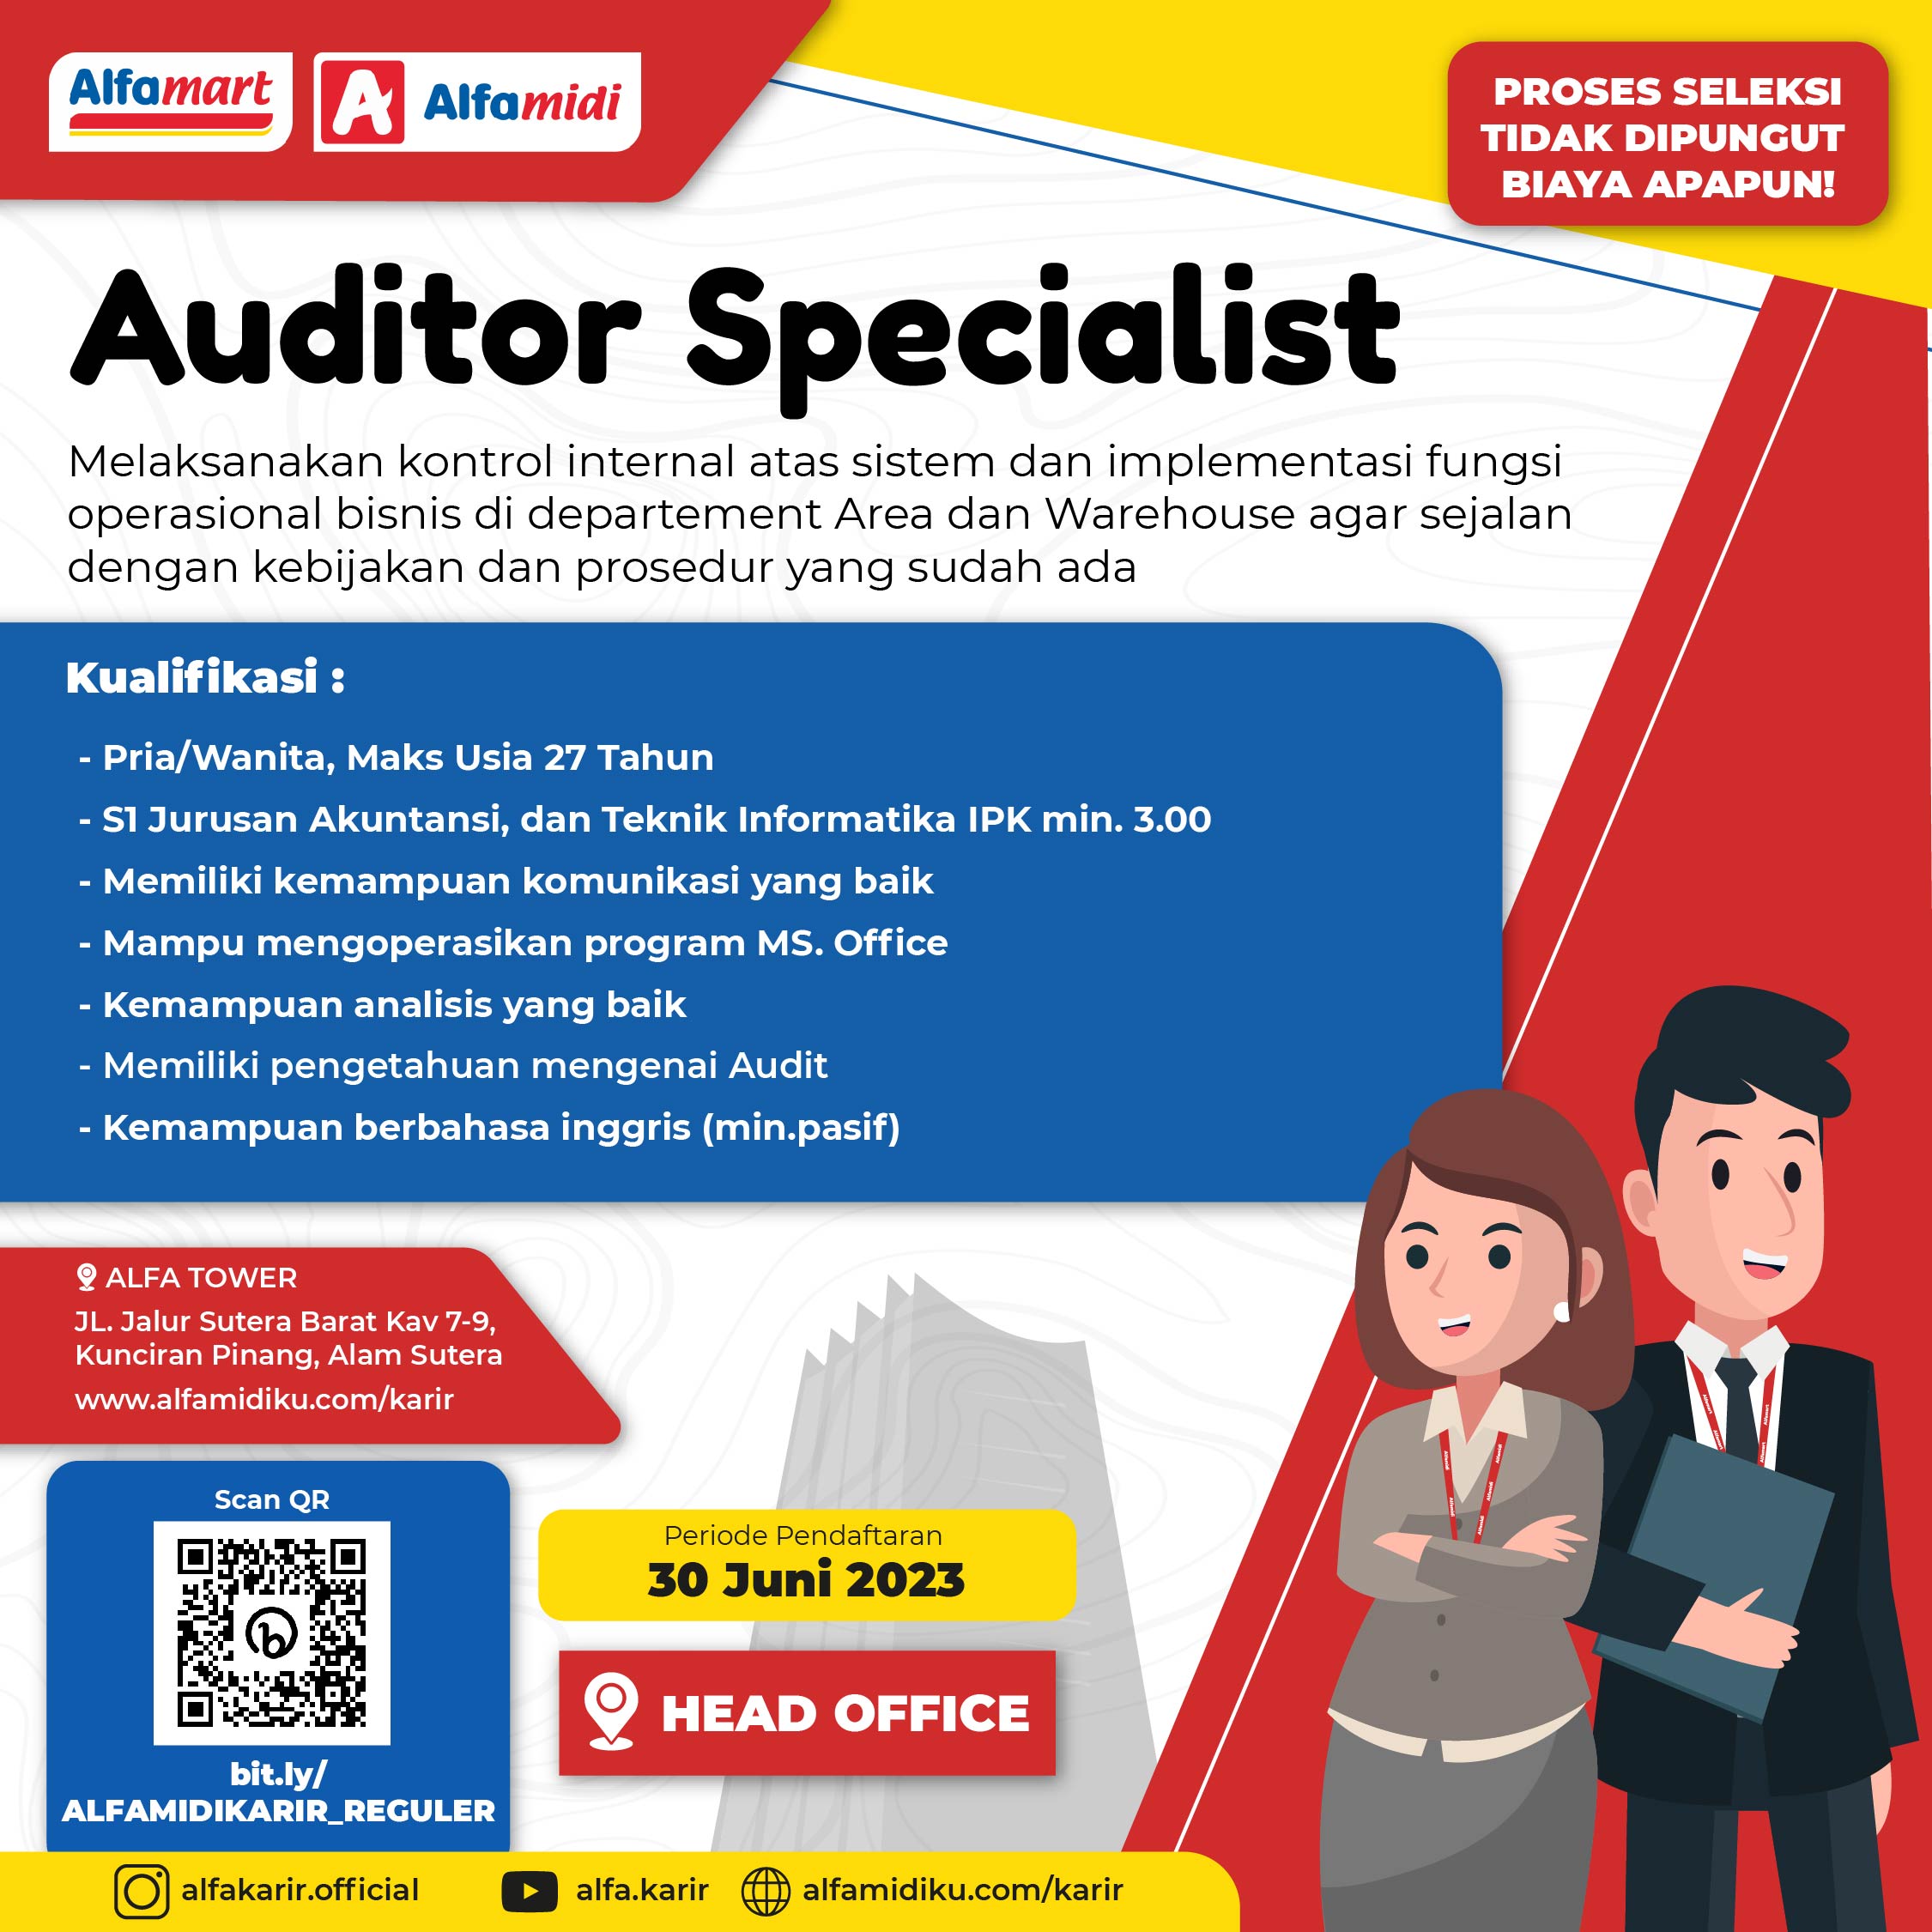 Alfamart
Alfamidi
PROSES SELEKSI
TIDAK DIPUNGUT
BIAYA APAPUN!
Auditor Specialist
Melaksanakan kontrol internal atas sistem dan implementasi fungsi
operasional bisnis di departement Area dan Warehouse agar sejalan
dengan kebijakan dan prosedur yang sudah ada
Kualifikasi :
- Pria/Wanita, Maks Usia 27 Tahun
- S1 Jurusan Akuntansi, dan Teknik Informatika IPK min. 3.00
- Memiliki kemampuan komunikasi yang baik
- Mampu mengoperasikan program MS. Office
- Kemampuan analisis yang baik
- Memiliki pengetahuan mengenai Audit
- Kemampuan berbahasa inggris (min.pasif)
ALFA TOWER
JL. Jalur Sutera Barat Kav 7-9,
Kunciran Pinang, Alam Sutera
www.alfamidiku.com/karir
Scan QR
bit.ly/
ALFAMIDIKARIR_REGULER
Periode Pendaftaran
30 Juni 2023
HEAD OFFICE
alfakarir.official
alfa.karir
alfamidiku.com/karir